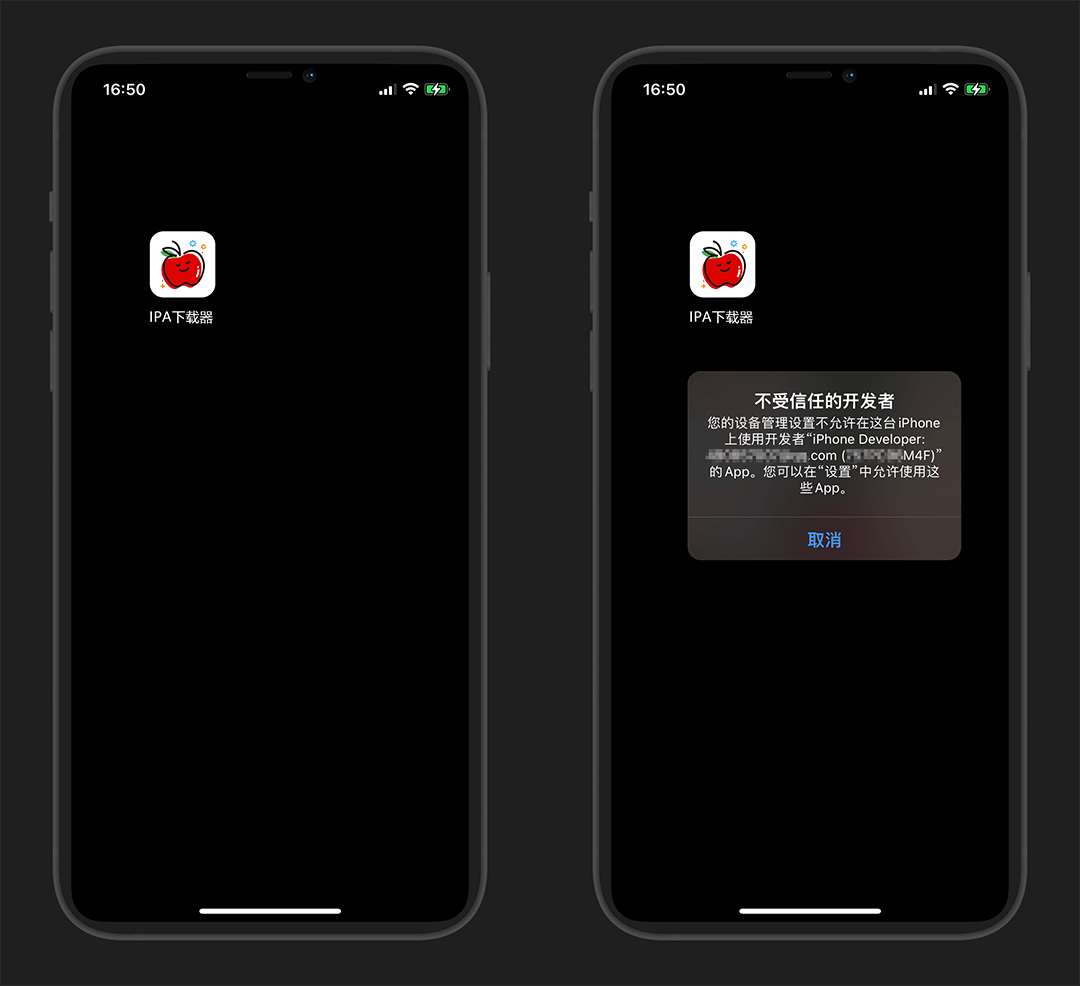 16:50
IPA下载器
16:50
IPA下载器
不受信任的开发者
您的设备管理设置不允许在这台 iPhone
上使用开发者“iPhone Developer:
.com ( M4F)”
的 App。您可以在“设置”中允许使用这
些 App。
取消